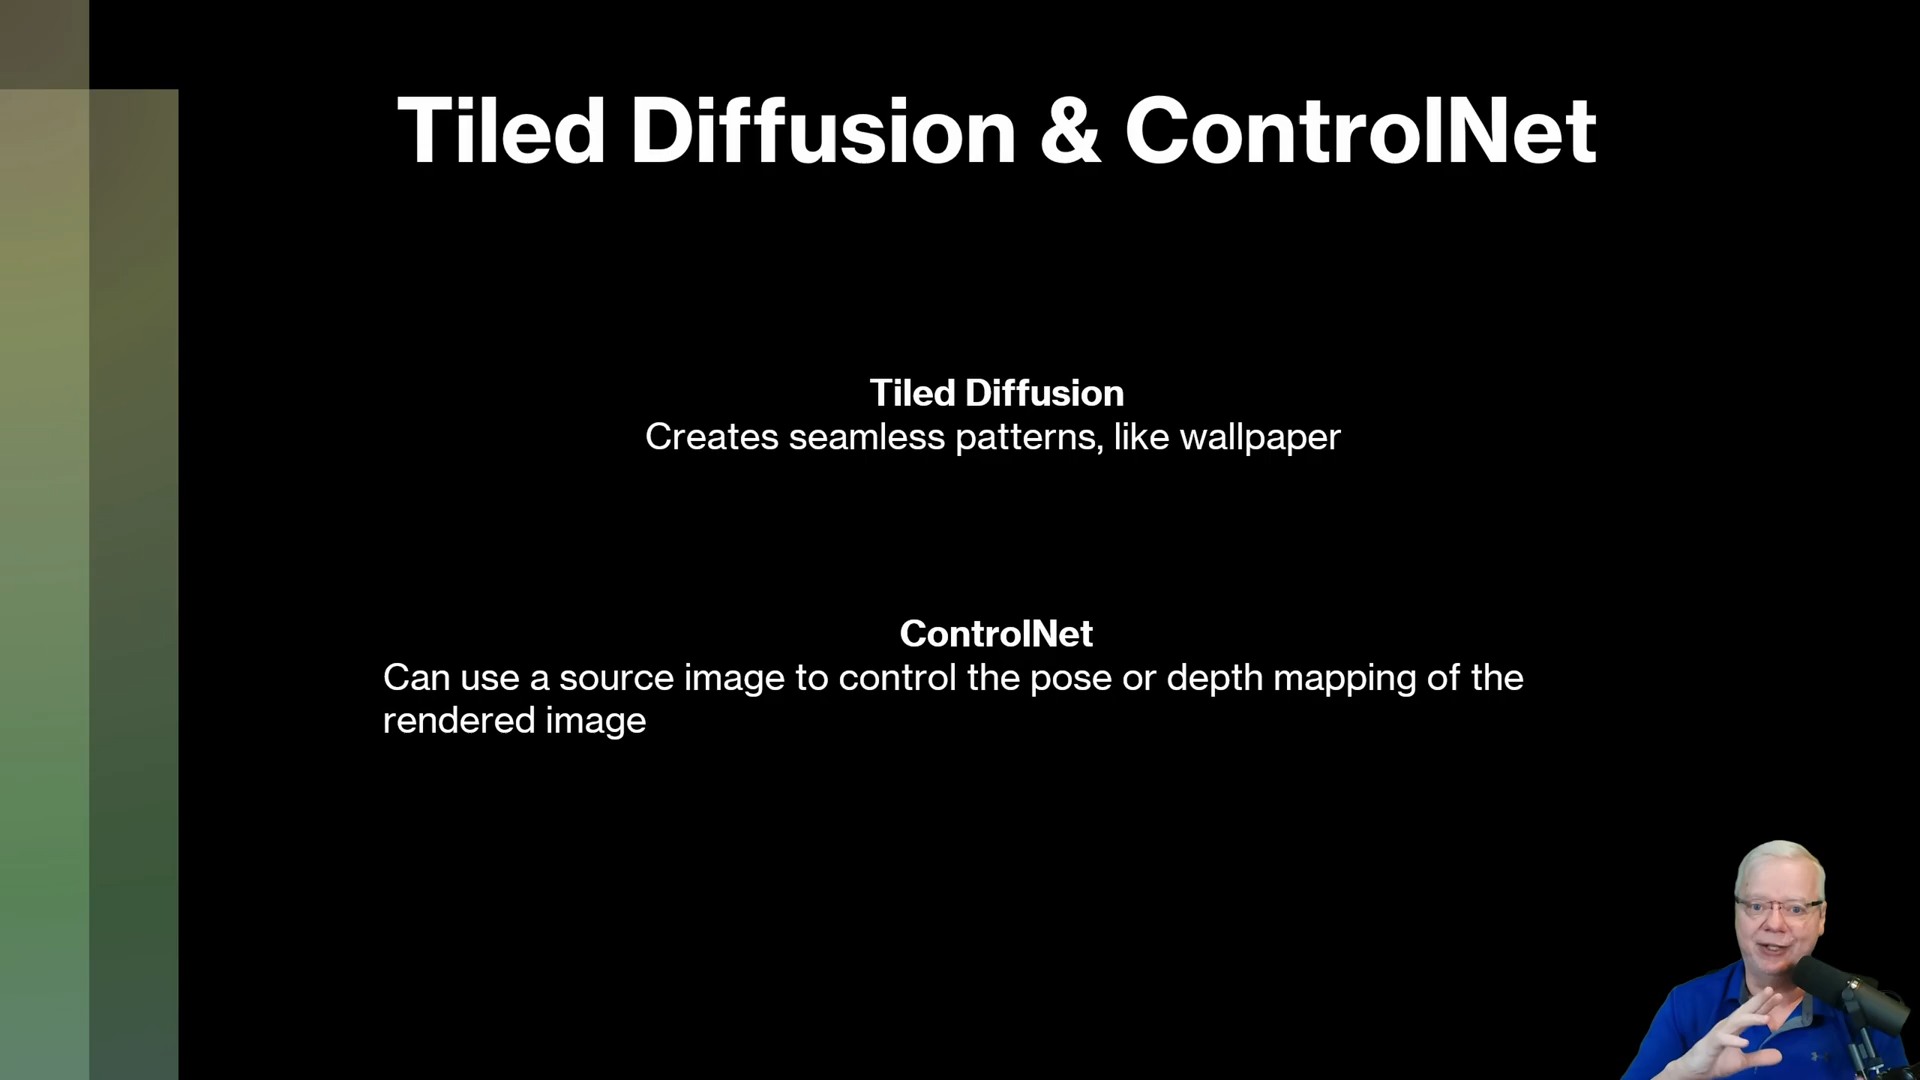 Tiled Diffusion & ControlNet
Tiled Diffusion
Creates seamless patterns, like wallpaper
ControlNet
Can use a source image to control the pose or depth mapping of the
rendered image